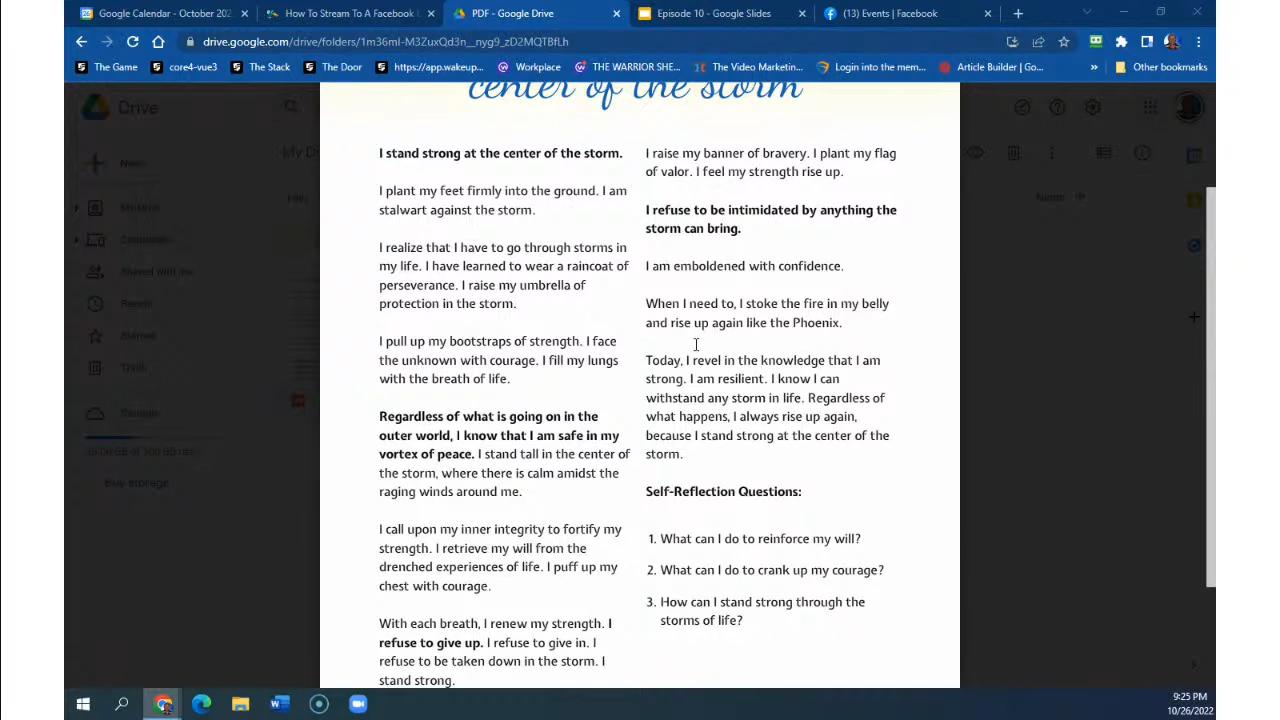 Google Calendar - October 202
How To Stream To A Facebook L
PDF - Google Drive
Episode 10 - Google Slides
(13) Events | Facebook
drive.google.com/drive/folders/1m36mI-M3ZuxQd3n__nyg9_zD2MQTBfLh
The Game
core4-vue3
The Stack
The Door
https://app.wakeup...
Workplace
THE WARRIOR SHE...
The Video Marketin...
Login into the mem...
Article Builder | Go...
»
Other bookmarks
Drive
center of the storm
New
My Dr
Name
Shared with me
Recent
Starred
Trash
Storage
Buy storage
I stand strong at the center of the storm.
I plant my feet firmly into the ground. I am
stalwart against the storm.
I realize that I have to go through storms in
my life. I have learned to wear a raincoat of
perseverance. I raise my umbrella of
protection in the storm.
I pull up my bootstraps of strength. I face
the unknown with courage. I fill my lungs
with the breath of life.
Regardless of what is going on in the
outer world, I know that I am safe in my
vortex of peace. I stand tall in the center of
the storm, where there is calm amidst the
raging winds around me.
I call upon my inner integrity to fortify my
strength. I retrieve my will from the
drenched experiences of life. I puff up my
chest with courage.
With each breath, I renew my strength. I
refuse to give up. I refuse to give in. I
refuse to be taken down in the storm. I
stand strong.
I raise my banner of bravery. I plant my flag
of valor. I feel my strength rise up.
I refuse to be intimidated by anything the
storm can bring.
I am emboldened with confidence.
When I need to, I stoke the fire in my belly
and rise up again like the Phoenix.
Today, I revel in the knowledge that I am
strong. I am resilient. I know I can
withstand any storm in life. Regardless of
what happens, I always rise up again,
because I stand strong at the center of the
storm.
Self-Reflection Questions:
1. What can I do to reinforce my will?
2. What can I do to crank up my courage?
3. How can I stand strong through the
storms of life?
9:25 PM
10/26/2022